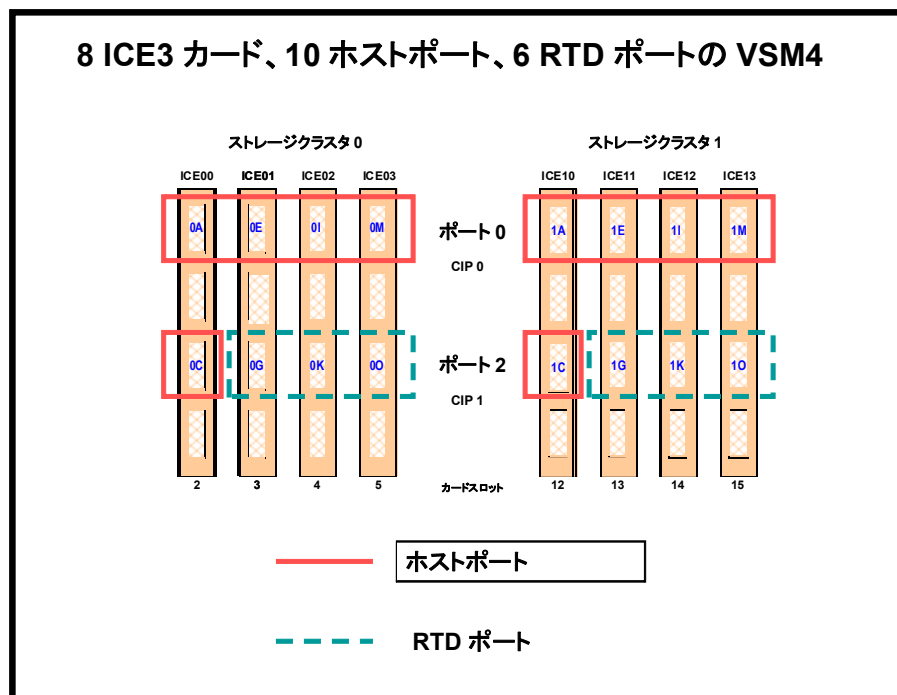 8 ICE3 カード、10 ホストポート、6 RTD ポートの VSM4
ストレージクラスタ 0
ストレージクラスタ 1
ICE00 ICE01 ICE02 ICE03
ICE10 ICE11 ICE12 ICE13
0A 0E 0I 0M
ポート 0
1A 1E 1I 1M
CIP 0
0C 0G 0K 0O
ポート 2
1C 1G 1K 1O
CIP 1
2 3 4 5
カードスロット
12 13 14 15
ホストポート
RTD ポート